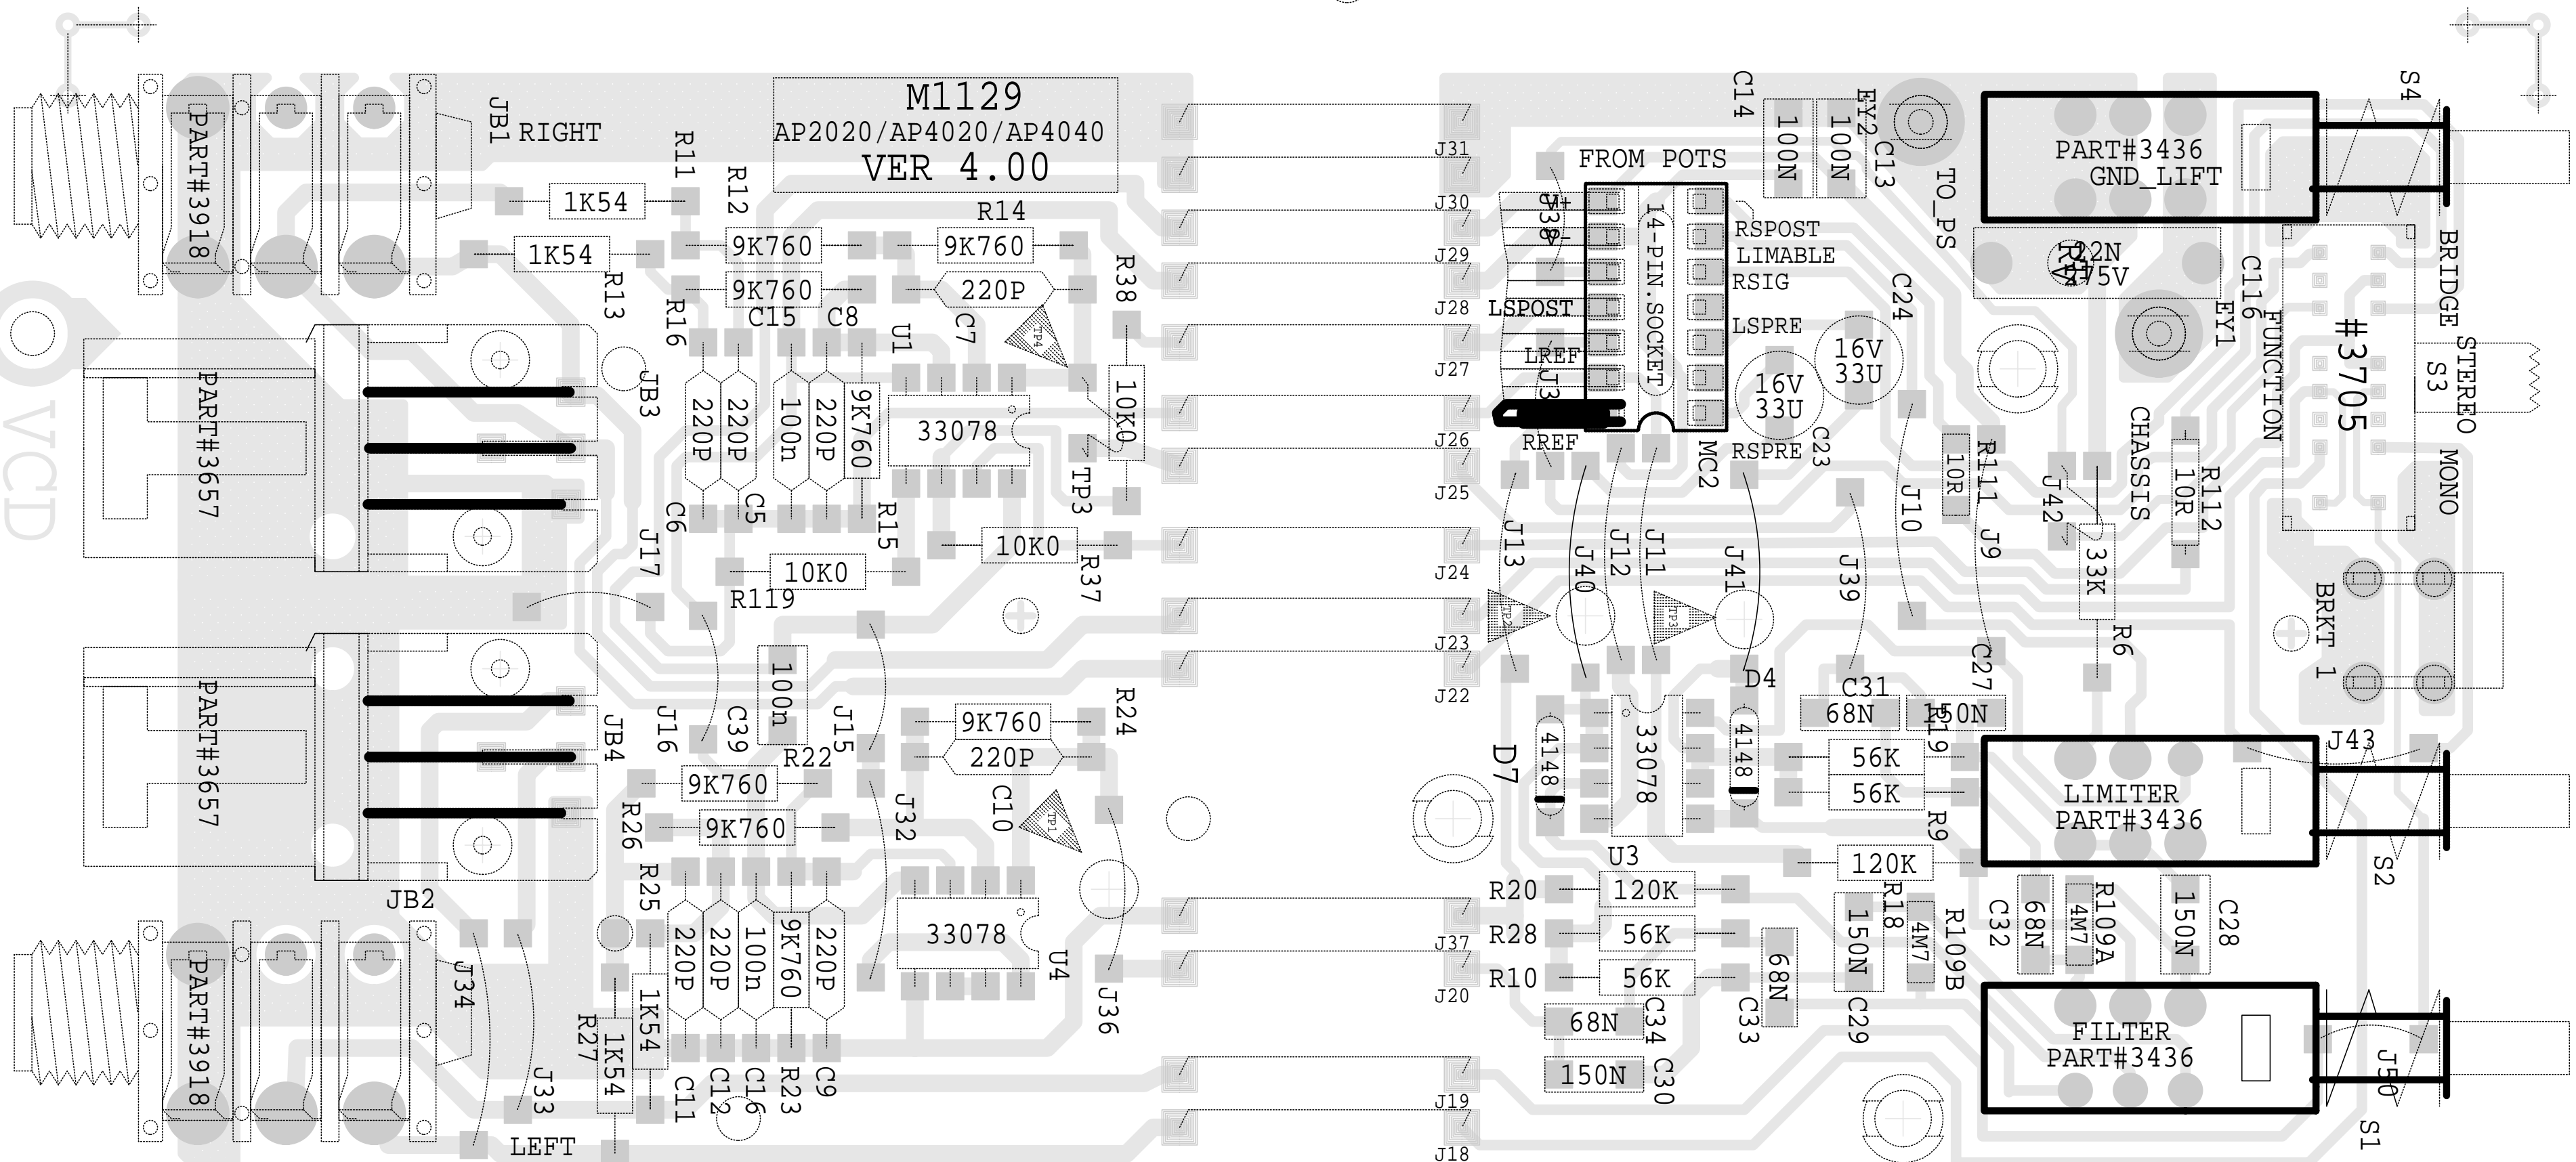 M1129
AP2020/AP4020/AP4040
VER 4.00
JB1
RIGHT
PART#3918
R11
1K54
R12
R14
9K760
9K760
1K54
R13
9K760
220P
R38
R16
C15
C8
U1
C7
TP4
PART#3657
JB3
220P
220P
100n
220P
9K760
33078
10K0
C6
C5
R15
TP3
VCD
J17
10K0
R37
10K0
R119
PART#3657
JB4
J16
C39
100n
J15
R22
9K760
R24
220P
9K760
R26
9K760
J32
C10
TP1
JB2
R25
220P
220P
100n
9K760
220P
33078
U4
J36
PART#3918
J34
J33
R27
1K54
1K54
C11
C12
C16
R23
C9
LEFT
J31
J30
J29
J28
J27
J26
J25
J24
J23
J22
J37
J20
J19
J18
C14
100N
100N
EY2
C13
FROM POTS
TO_PS
PART#3436
GND_LIFT
S4
V+
J38
V-
14-PIN.SOCKET
RSPOST
LIMABLE
RSIG
LSPOST
LSPRE
LREF
J3
RREF
MC2
RSPRE
16V
33U
16V
33U
C23
C24
22N
275V
C116
EY1
FUNCTION
#3705
BRIDGE
STEREO
S3
MONO
CHASSIS
J13
J40
J12
J11
J41
J39
J10
10R
R111
J9
J42
33K
R6
10R
R112
BRKT 1
TP2
TP3
D7
4148
33078
D4
4148
C31
68N
150N
C27
R19
56K
56K
R9
120K
U3
LIMITER
PART#3436
J43
S2
R20
120K
R28
56K
R10
56K
68N
C34
150N
C30
68N
C33
150N
C29
R18
4M7
R109B
C32
68N
4M7
R109A
150N
C28
FILTER
PART#3436
J50
S1